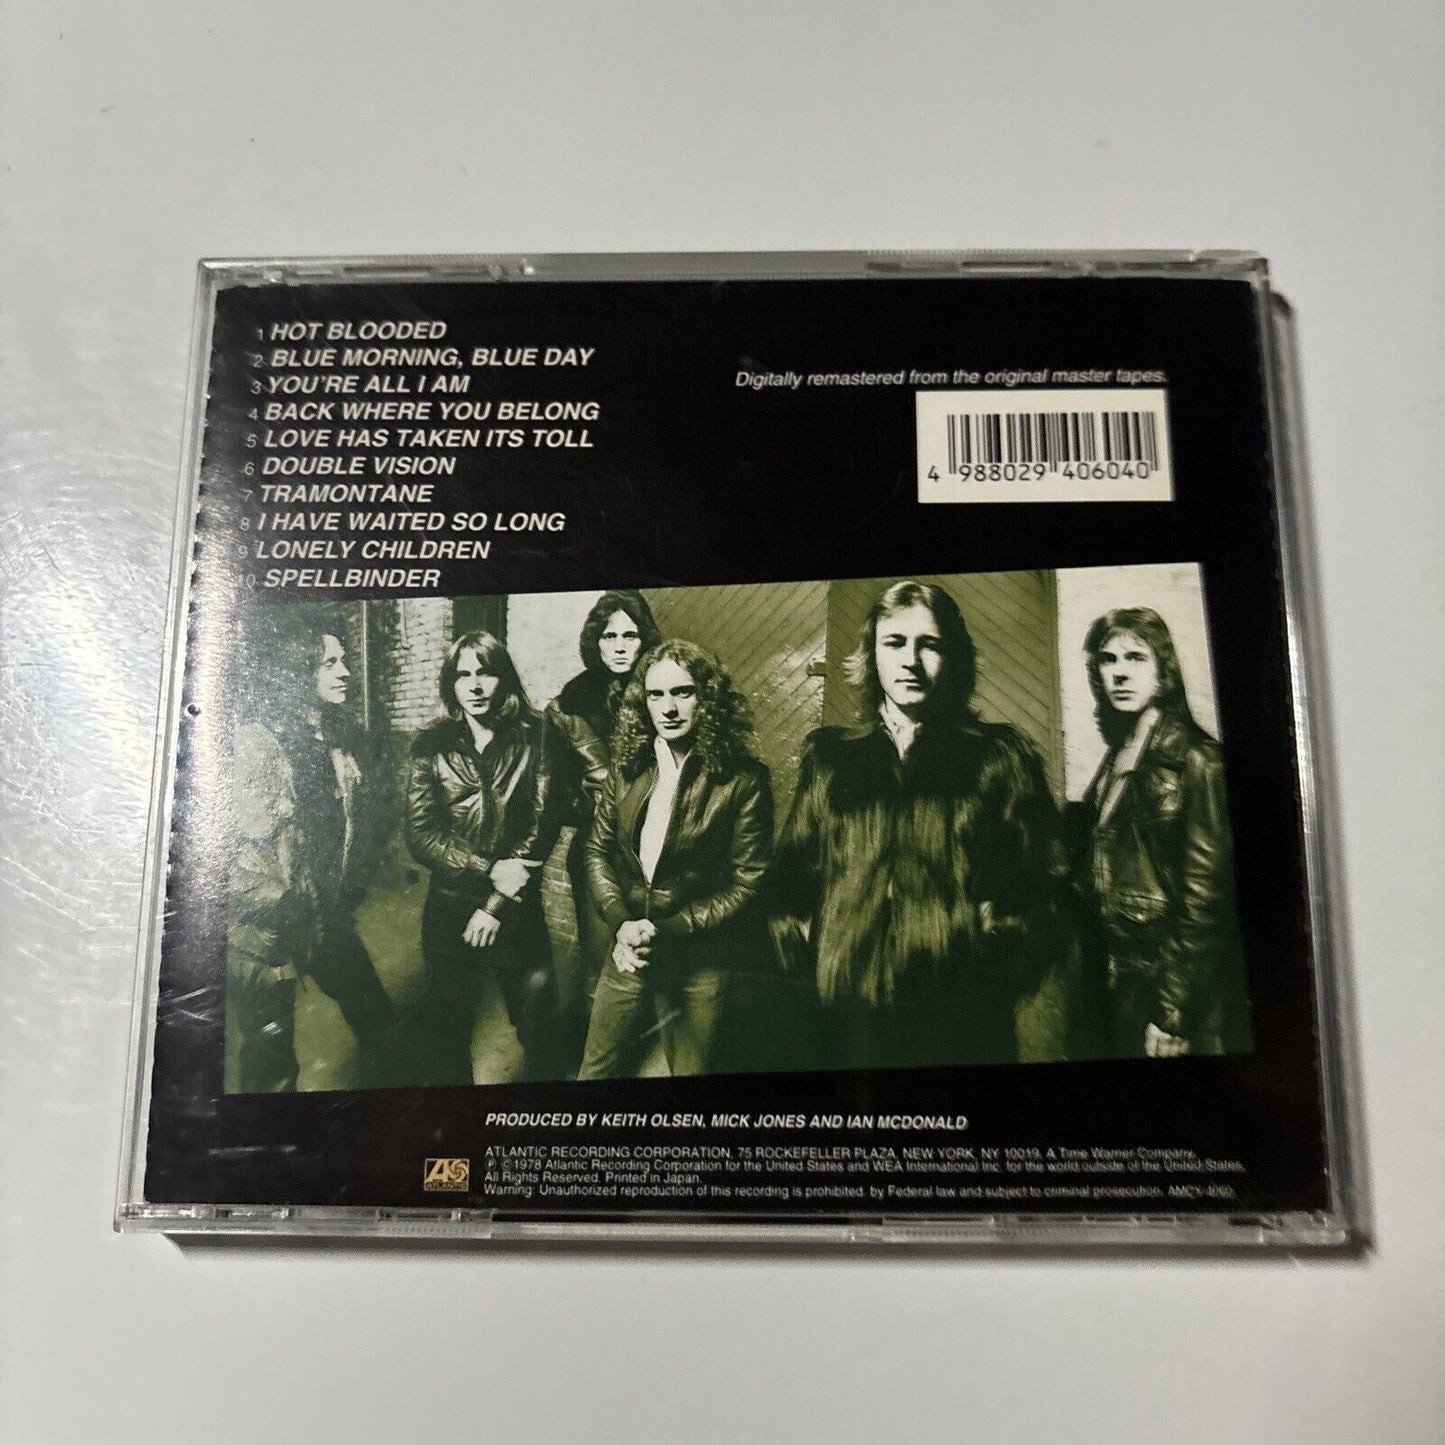 1 HOT BLOODED
2 BLUE MORNING, BLUE DAY
3 YOU'RE ALL I AM
4 BACK WHERE YOU BELONG
5 LOVE HAS TAKEN ITS TOLL
6 DOUBLE VISION
7 TRAMONTANE
8 I HAVE WAITED SO LONG
9 LONELY CHILDREN
10 SPELLBINDER
Digitally remastered from the original master tapes.
4 988029 406040
PRODUCED BY KEITH OLSEN, MICK JONES AND IAN MCDONALD
ATLANTIC
ATLANTIC RECORDING CORPORATION, 75 ROCKEFELLER PLAZA, NEW YORK, NY 10019. A Time Warner Company.
℗ © 1978 Atlantic Recording Corporation for the United States and WEA International Inc. for the world outside of the United States.
All Rights Reserved. Printed in Japan.
Warning: Unauthorized reproduction of this recording is prohibited. by Federal law and subject to criminal prosecution. AMCY-4060